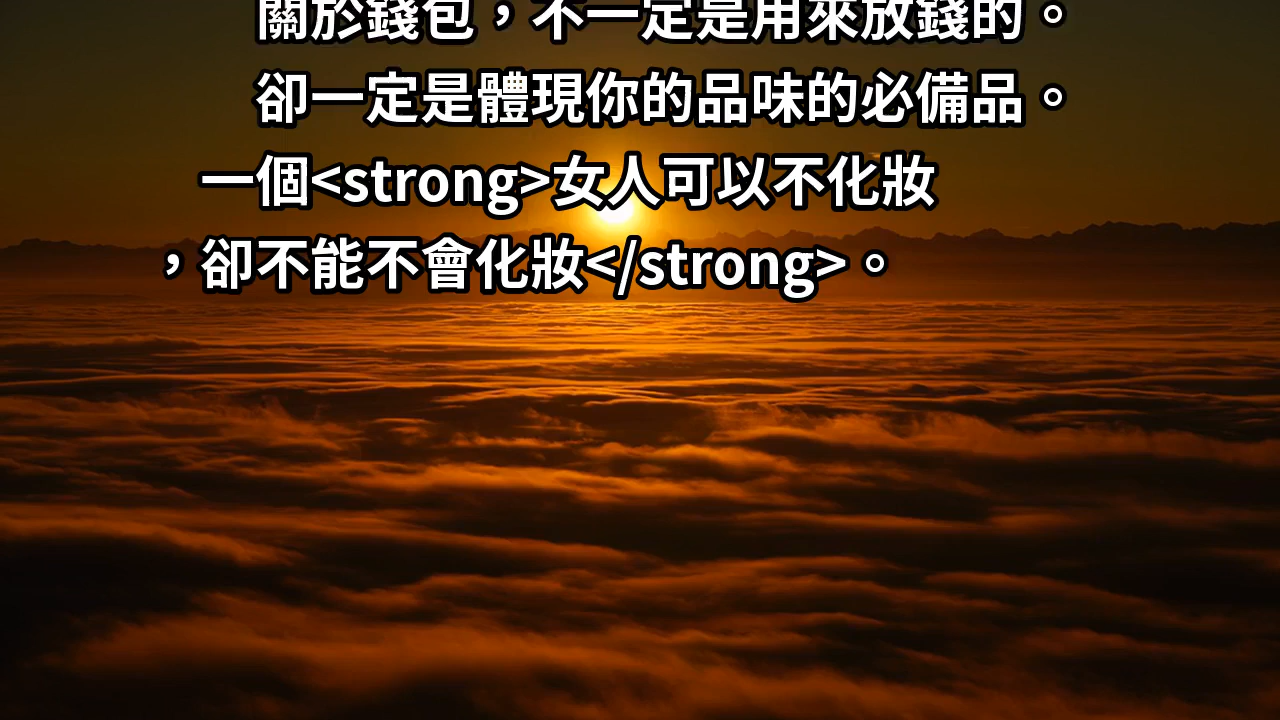 關於錢包，不一定是用來放錢的。
卻一定是體現你的品味的必備品。
一個<strong>女人可以不化妝
，卻不能不會化妝</strong>。